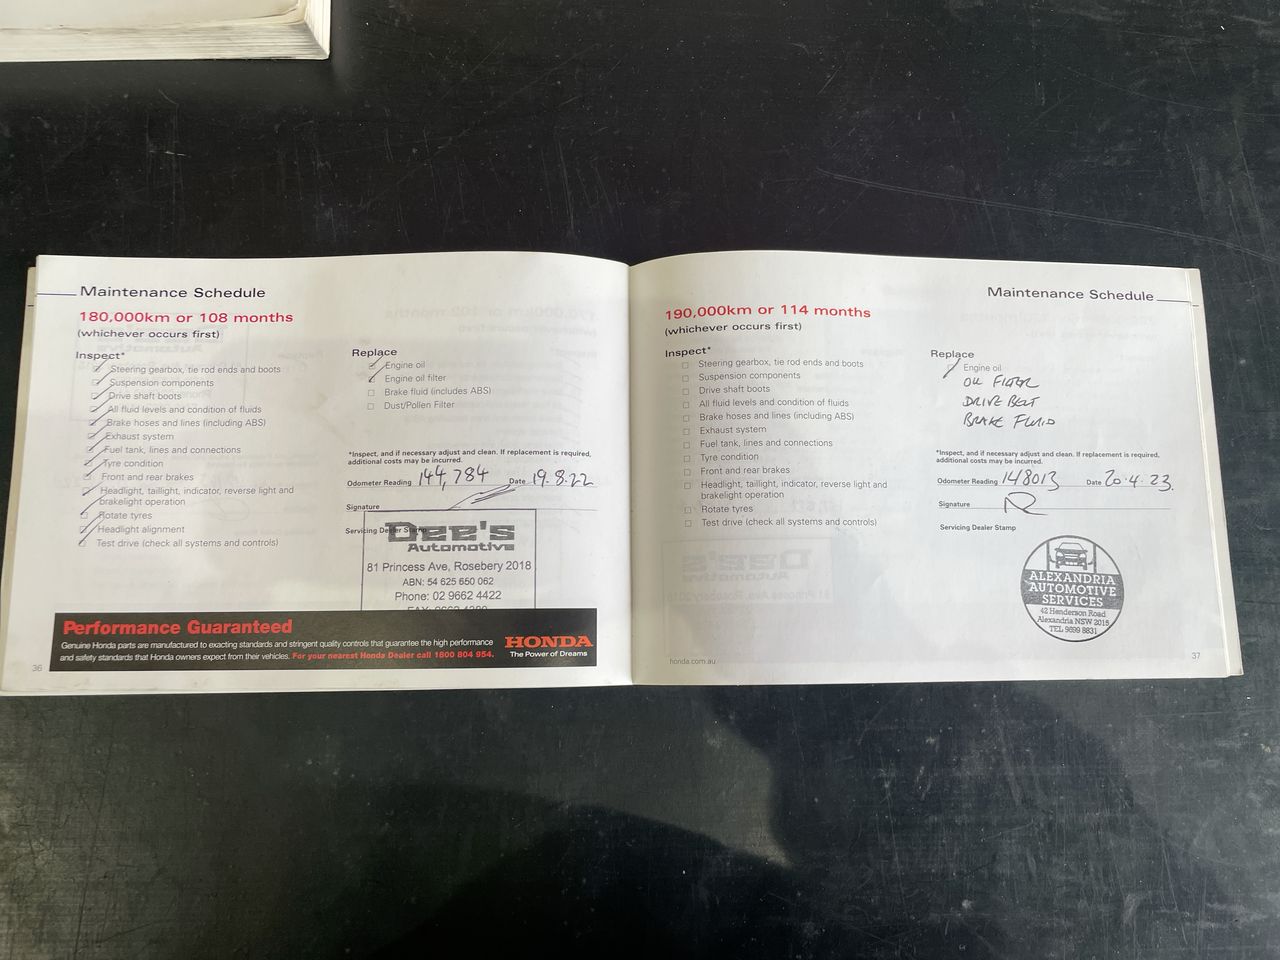 Maintenance Schedule
180,000km or 108 months
(whichever occurs first)
Inspect*
Steering gearbox, tie rod ends and boots
Suspension components
Drive shaft boots
All fluid levels and condition of fluids
Brake hoses and lines (including ABS)
Exhaust system
Fuel tank, lines and connections
Tyre condition
Front and rear brakes
Headlight, taillight, indicator, reverse light and
brakelight operation
Rotate tyres
Headlight alignment
Test drive (check all systems and controls)
Replace
Engine oil
Engine oil filter
Brake fluid (includes ABS)
Dust/Pollen Filter
*Inspect, and if necessary adjust and clean. If replacement is required,
additional costs may be incurred.
Odometer Reading 144,784 Date 19.8.22
Signature
Servicing Dealer Stamp
Dee's
Automotive
81 Princess Ave, Rosebery 2018
ABN: 54 625 650 062
Phone: 02 9662 4422
Performance Guaranteed
Genuine Honda parts are manufactured to exacting standards and stringent quality controls that guarantee the high performance
and safety standards that Honda owners expect from their vehicles. For your nearest Honda Dealer call 1800 804 954.
HONDA
The Power of Dreams
36
Maintenance Schedule
190,000km or 114 months
(whichever occurs first)
Inspect*
Steering gearbox, tie rod ends and boots
Suspension components
Drive shaft boots
All fluid levels and condition of fluids
Brake hoses and lines (including ABS)
Exhaust system
Fuel tank, lines and connections
Tyre condition
Front and rear brakes
Headlight, taillight, indicator, reverse light and
brakelight operation
Rotate tyres
Test drive (check all systems and controls)
Replace
Engine oil
OIL FILTER
DRIVE BELT
BRAKE FLUID
*Inspect, and if necessary adjust and clean. If replacement is required,
additional costs may be incurred.
Odometer Reading 148013 Date 20.4.23.
Signature
Servicing Dealer Stamp
ALEXANDRIA
AUTOMOTIVE
SERVICES
42 Henderson Road
Alexandria NSW 2015
TEL 9699 8831
honda.com.au
37